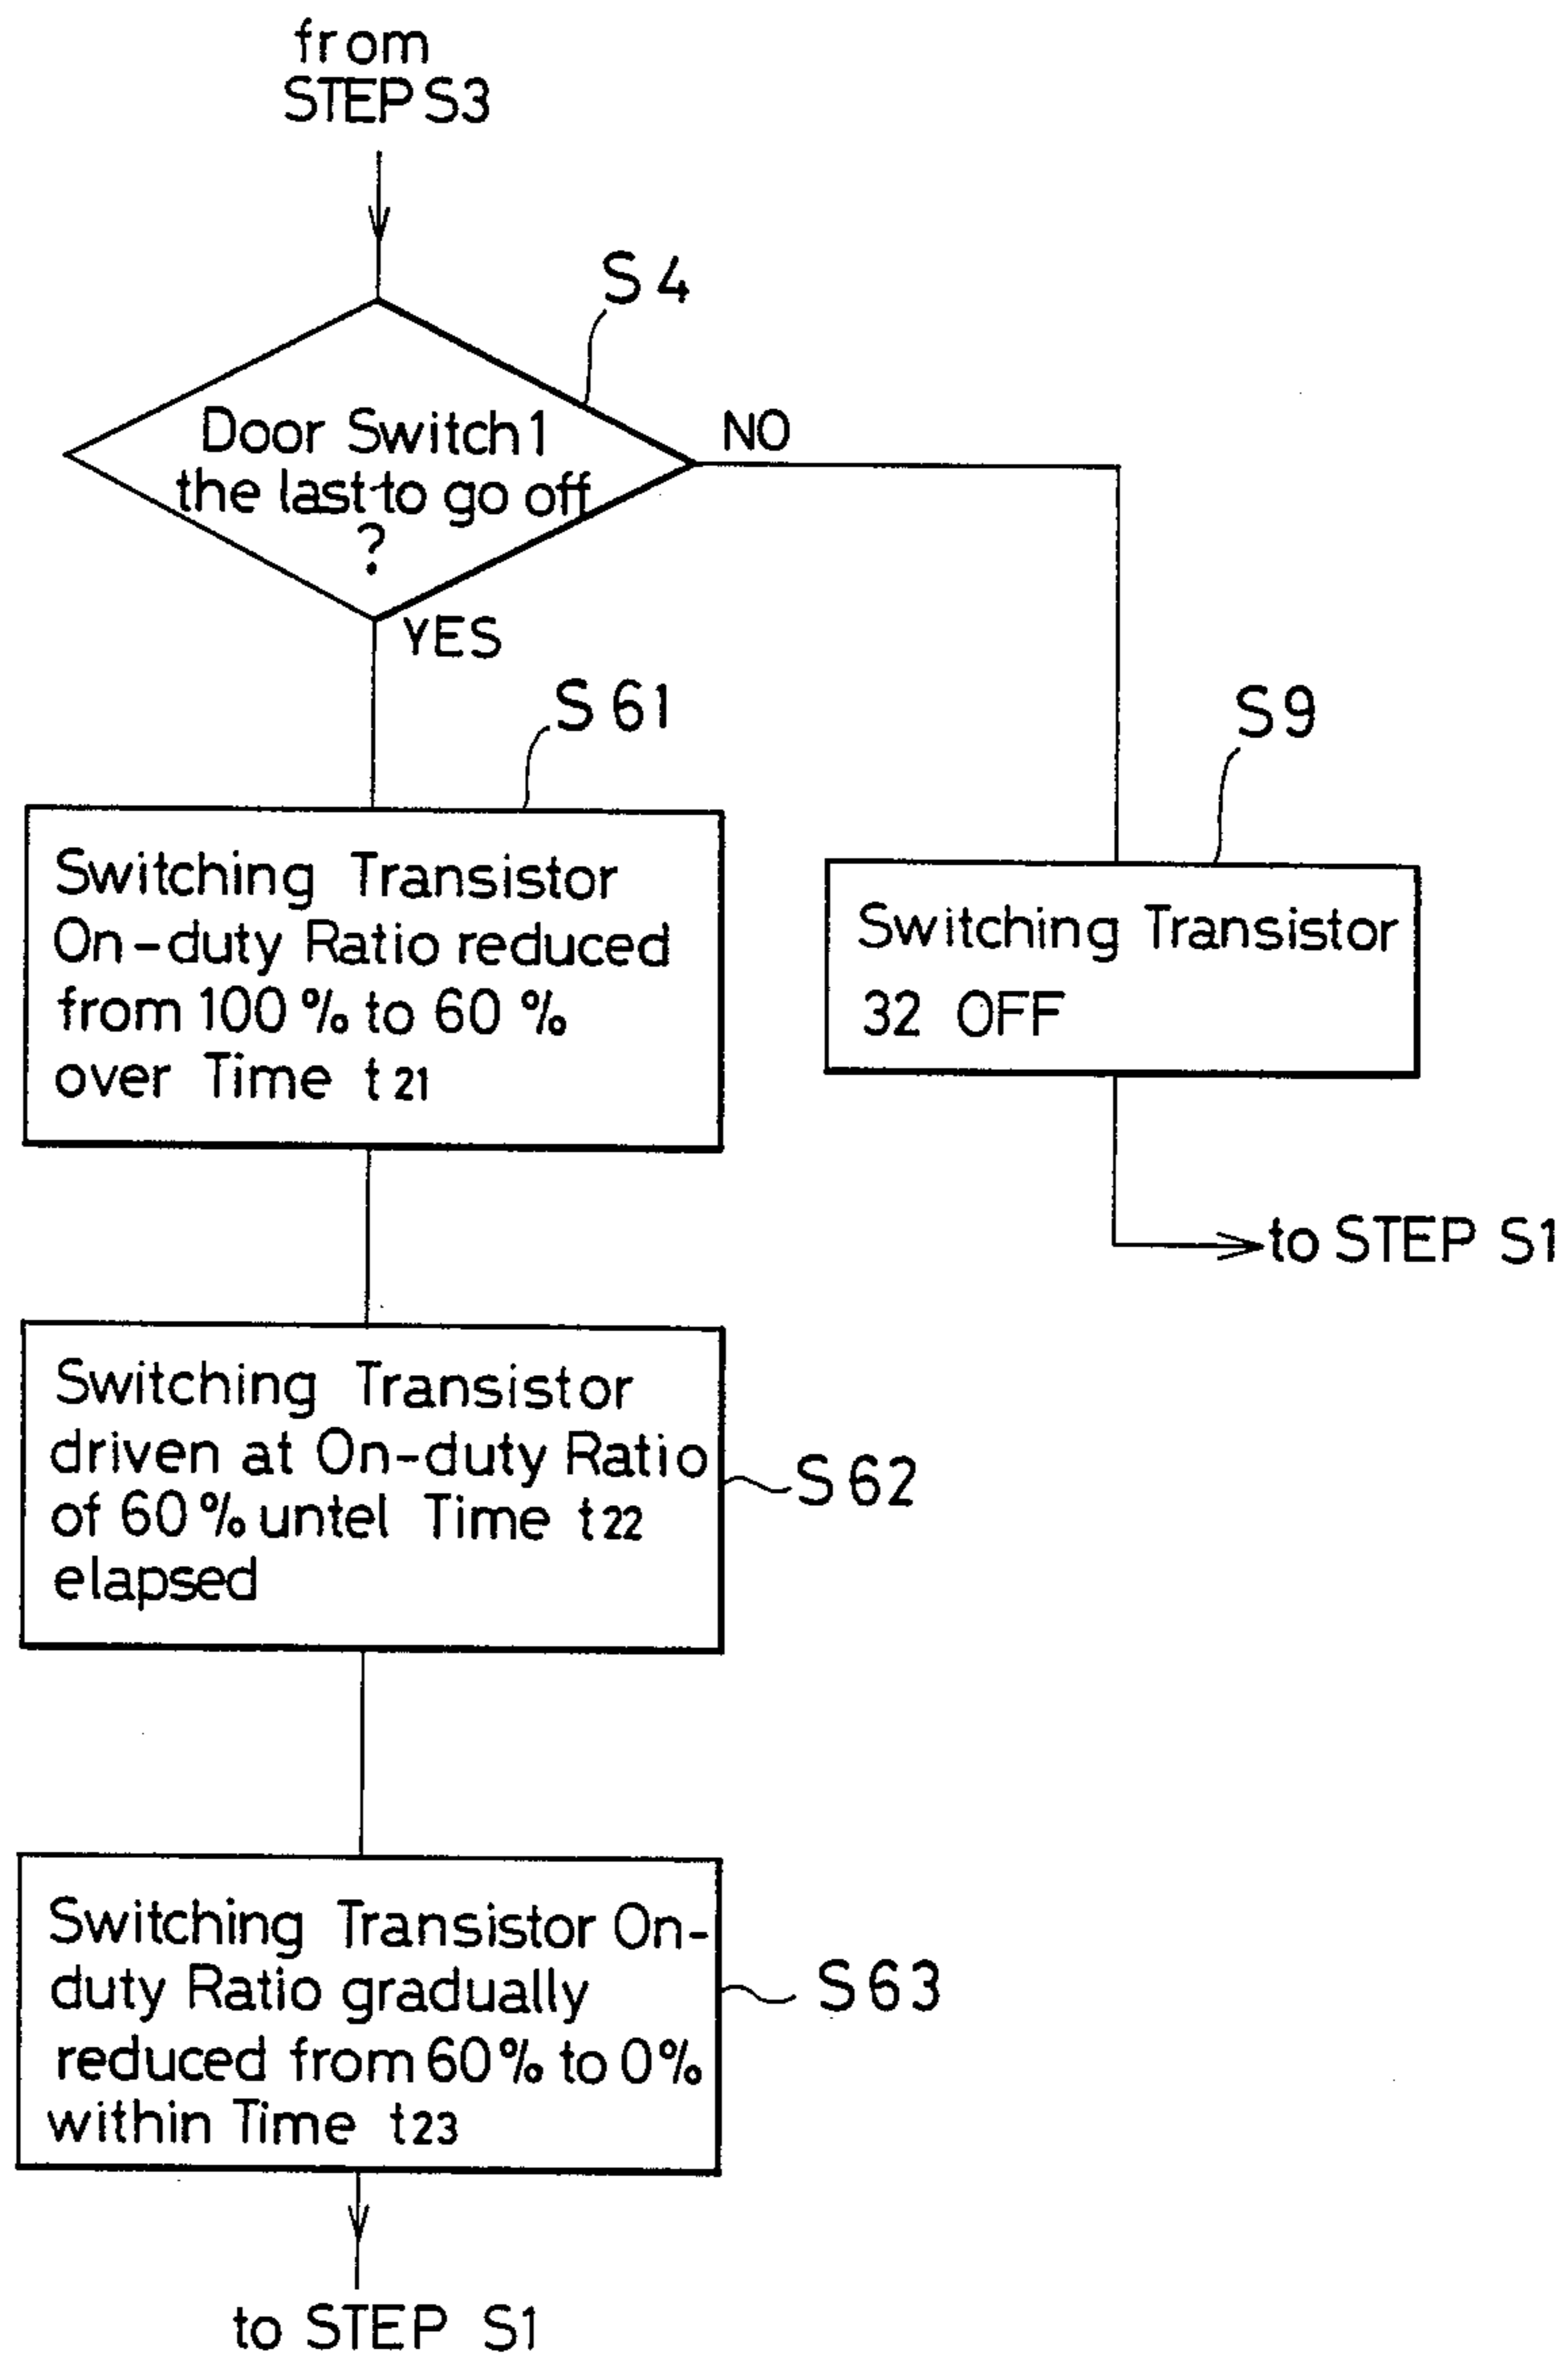 from
STEP S3
S4
Door Switch1
the last to go off
?
NO
YES
S61
Switching Transistor
On-duty Ratio reduced
from 100% to 60%
over Time t21
S9
Switching Transistor
32 OFF
to STEP S1
Switching Transistor
driven at On-duty Ratio
of 60% untel Time t22
elapsed
S62
Switching Transistor On-
duty Ratio gradually
reduced from 60% to 0%
within Time t23
S63
to STEP S1